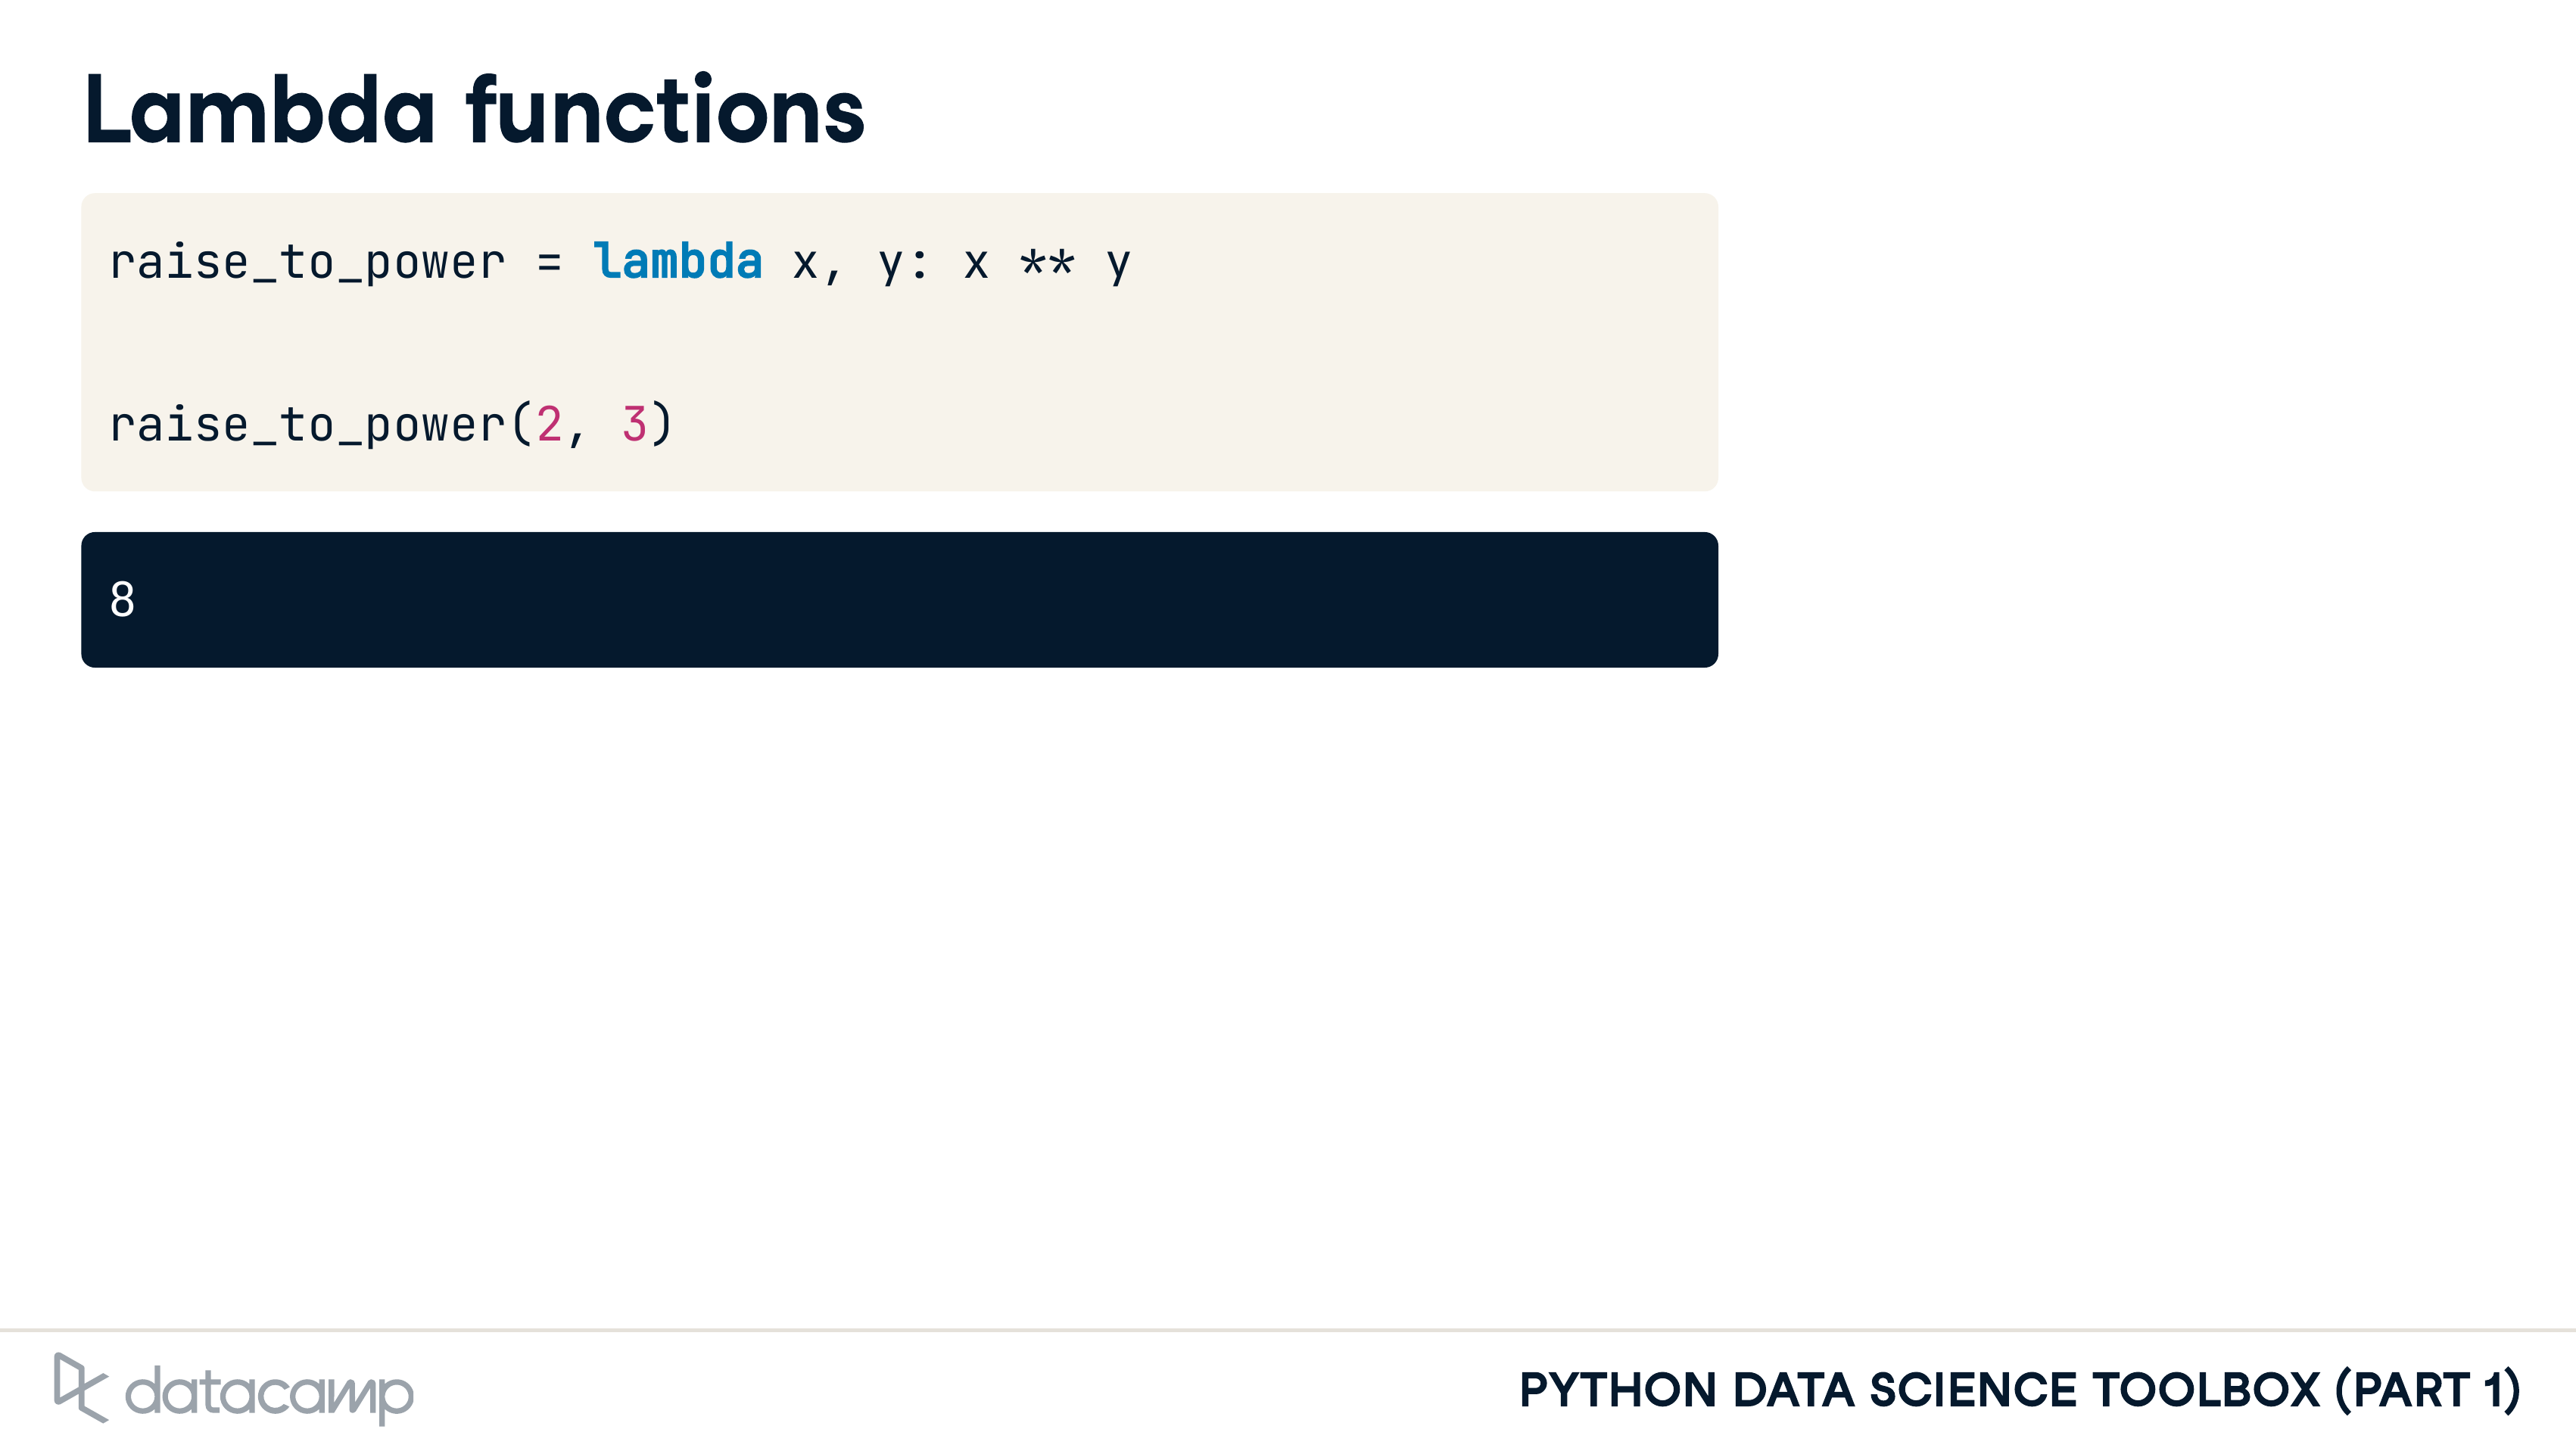 Lambda functions
raise_to_power = lambda x, y: x ** y
raise_to_power(2, 3)
8
datacamp
PYTHON DATA SCIENCE TOOLBOX (PART 1)